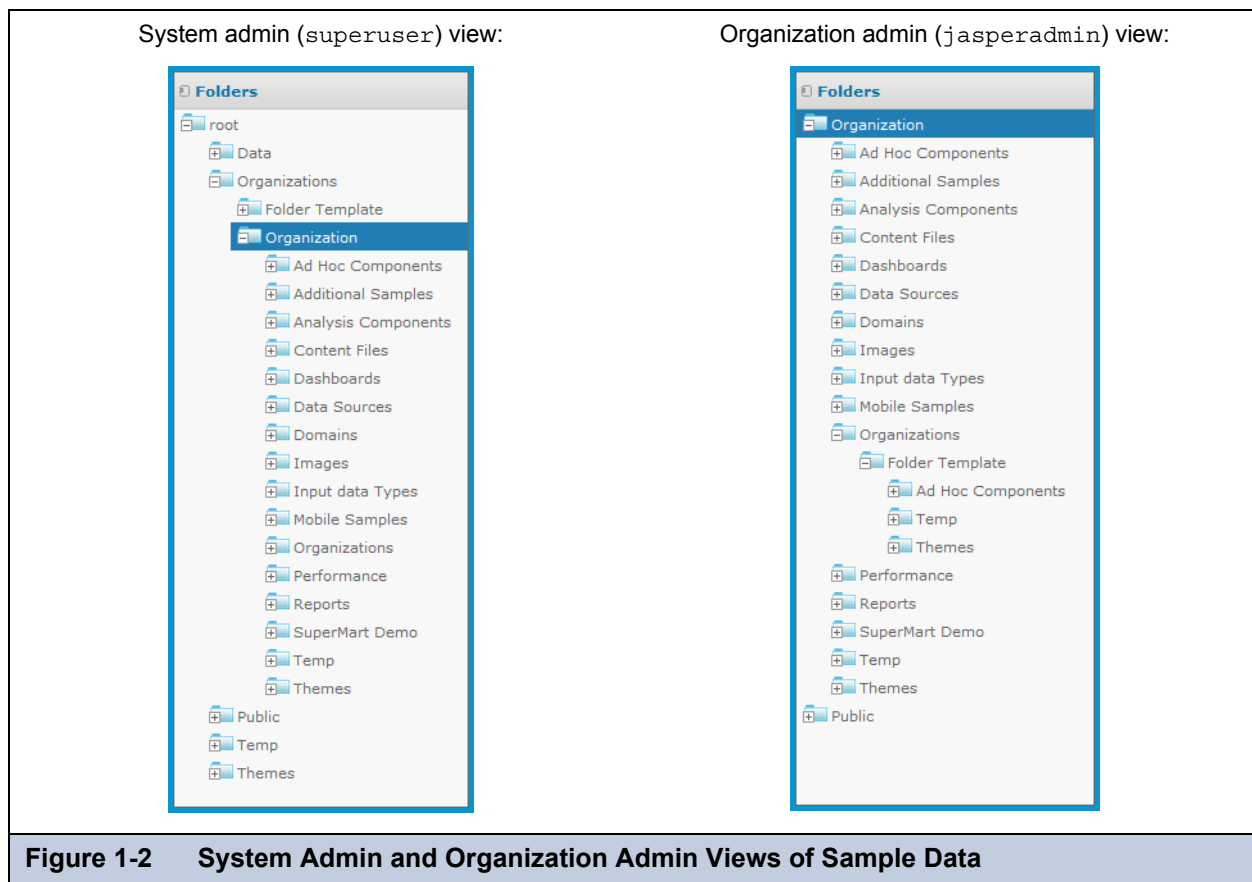 System admin (superuser) view:
Folders
root
Data
Organizations
Folder Template
Organization
Ad Hoc Components
Additional Samples
Analysis Components
Content Files
Dashboards
Data Sources
Domains
Images
Input data Types
Mobile Samples
Organizations
Performance
Reports
SuperMart Demo
Temp
Themes
Public
Temp
Themes
Organization admin (jasperadmin) view:
Folders
Organization
Ad Hoc Components
Additional Samples
Analysis Components
Content Files
Dashboards
Data Sources
Domains
Images
Input data Types
Mobile Samples
Organizations
Folder Template
Ad Hoc Components
Temp
Themes
Performance
Reports
SuperMart Demo
Temp
Themes
Public
Figure 1-2 System Admin and Organization Admin Views of Sample Data